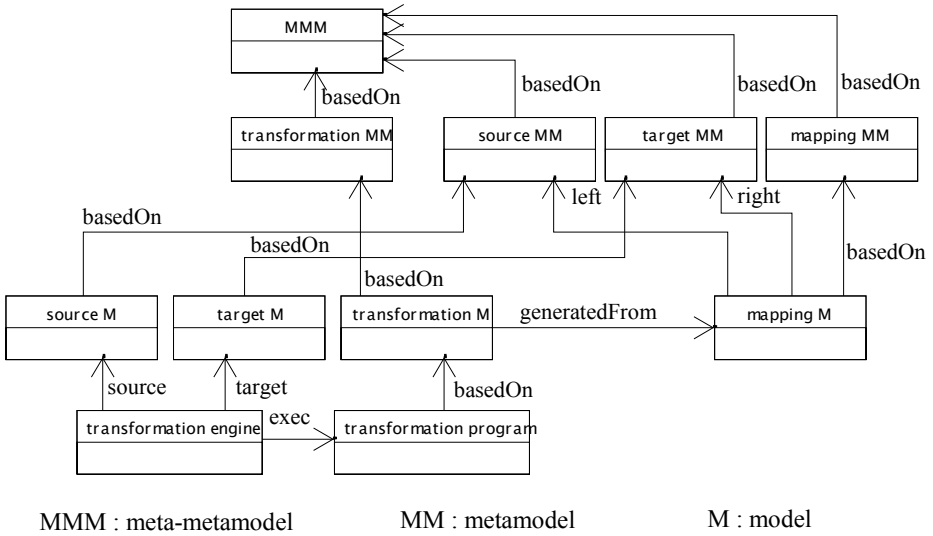 MMM
basedOn
basedOn
basedOn
basedOn
transformation MM
source MM
target MM
mapping MM
left
right
basedOn
basedOn
basedOn
basedOn
source M
target M
transformation M
generatedFrom
mapping M
source
target
basedOn
exec
transformation engine
transformation program
MMM : meta-metamodel
MM : metamodel
M : model